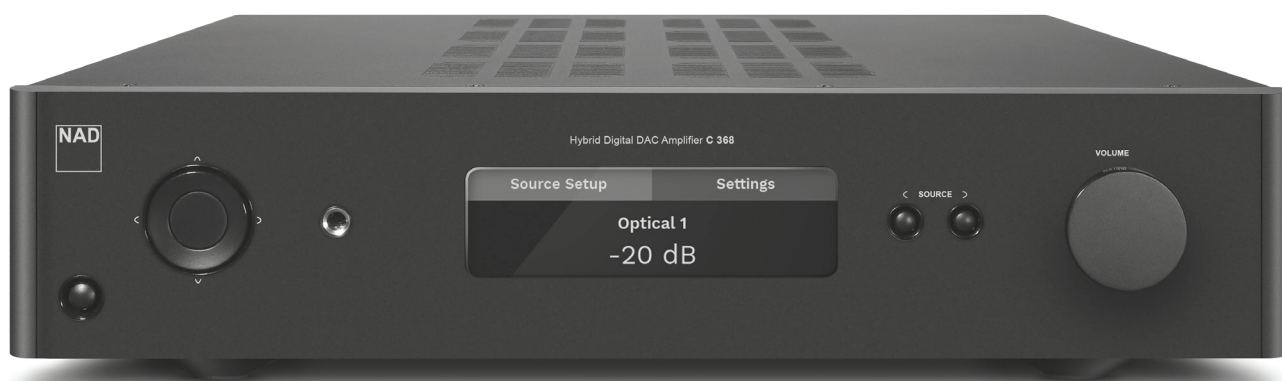 NAD
Hybrid Digital DAC Amplifier C 368
VOLUME
Source Setup
Settings
< SOURCE >
Optical 1
-20 dB